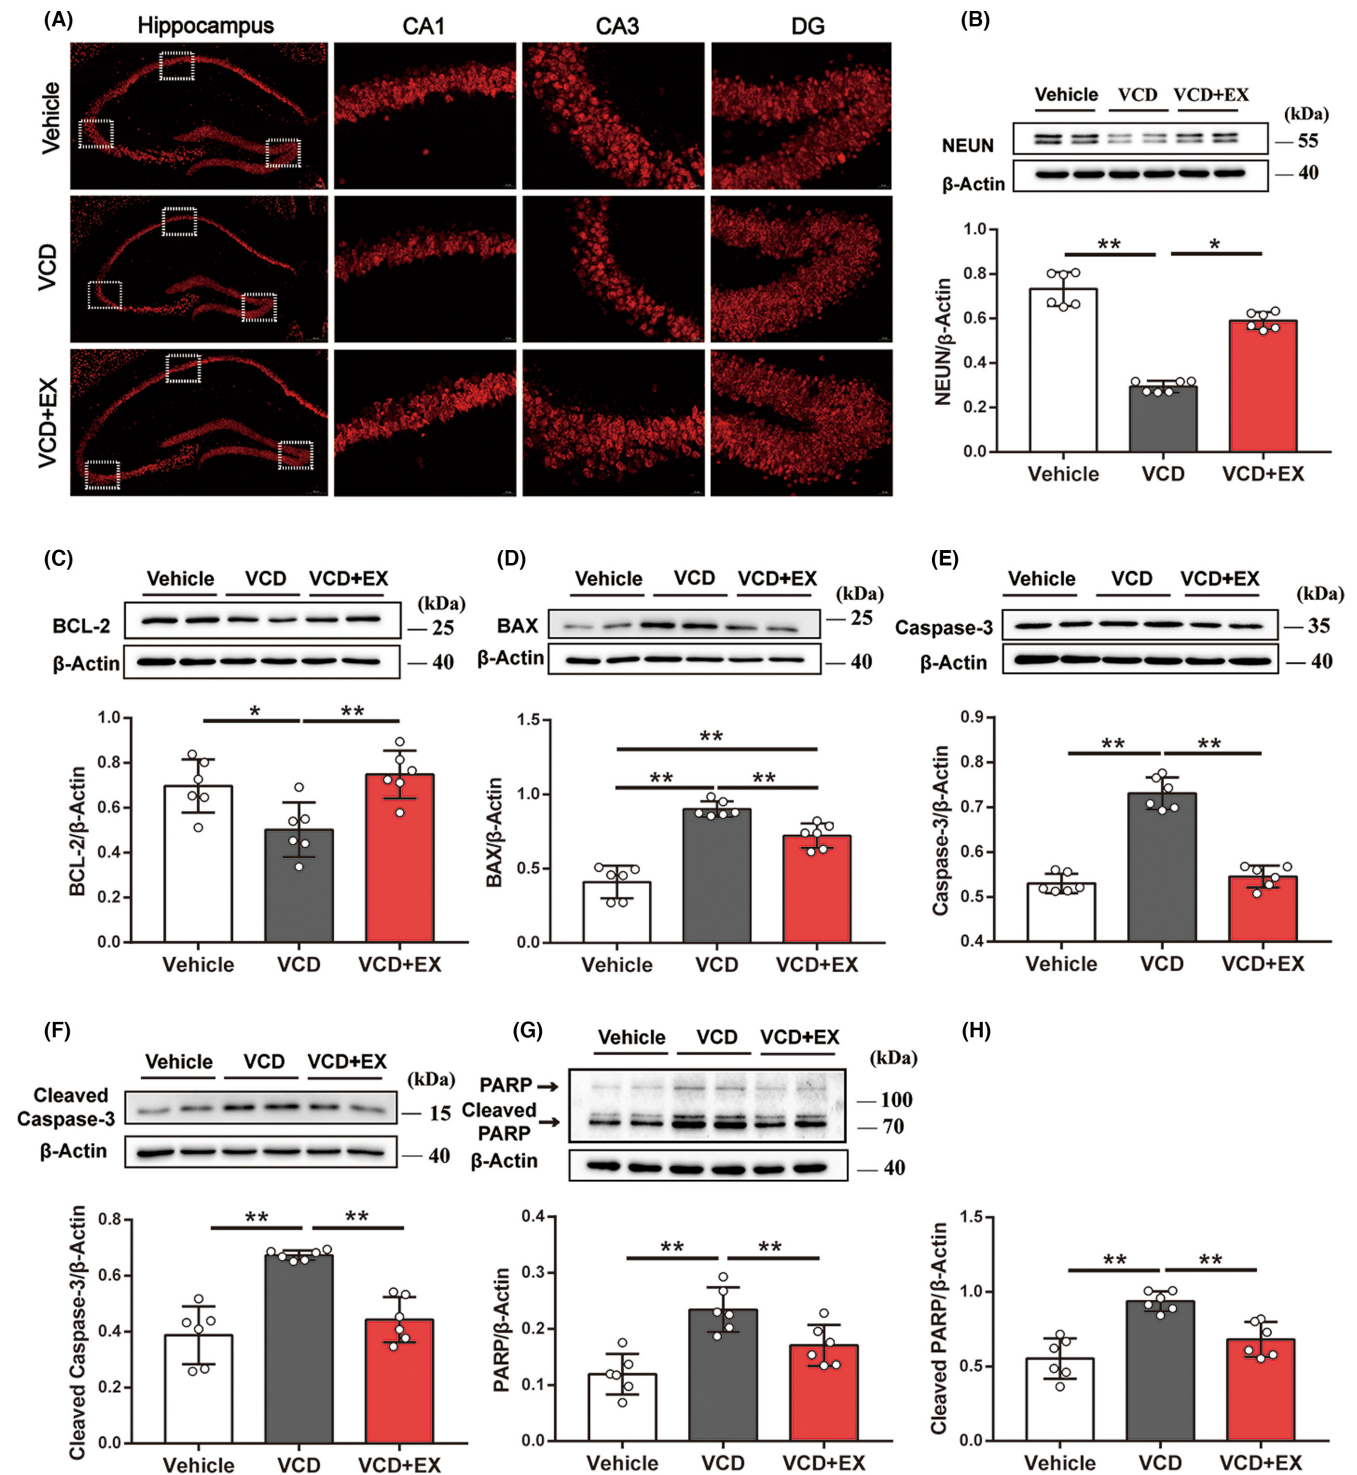 (A)
Hippocampus CA1 CA3 DG
Vehicle
VCD
VCD+EX
(B)
Vehicle VCD VCD+EX
(kDa)
NEUN — 55
β-Actin — 40
NEUN/β-Actin
1.0
0.8
0.6
0.4
0.2
0.0
** *
Vehicle VCD VCD+EX
(C)
Vehicle VCD VCD+EX
(kDa)
BCL-2 — 25
β-Actin — 40
BCL-2/β-Actin
1.0
0.8
0.6
0.4
0.2
0.0
* **
Vehicle VCD VCD+EX
(D)
Vehicle VCD VCD+EX
(kDa)
BAX — 25
β-Actin — 40
BAX/β-Actin
1.5
1.0
0.5
0.0
**
** **
Vehicle VCD VCD+EX
(E)
Vehicle VCD VCD+EX
(kDa)
Caspase-3 — 35
β-Actin — 40
Caspase-3/β-Actin
0.9
0.8
0.7
0.6
0.5
0.4
** **
Vehicle VCD VCD+EX
(F)
Vehicle VCD VCD+EX
(kDa)
Cleaved
Caspase-3 — 15
β-Actin — 40
Cleaved Caspase-3/β-Actin
0.8
0.6
0.4
0.2
0.0
** **
Vehicle VCD VCD+EX
(G)
Vehicle VCD VCD+EX
(kDa)
PARP →
— 100
Cleaved
PARP → — 70
β-Actin — 40
PARP/β-Actin
0.4
0.3
0.2
0.1
0.0
** **
Vehicle VCD VCD+EX
(H)
Cleaved PARP/β-Actin
1.5
1.0
0.5
0.0
** **
Vehicle VCD VCD+EX